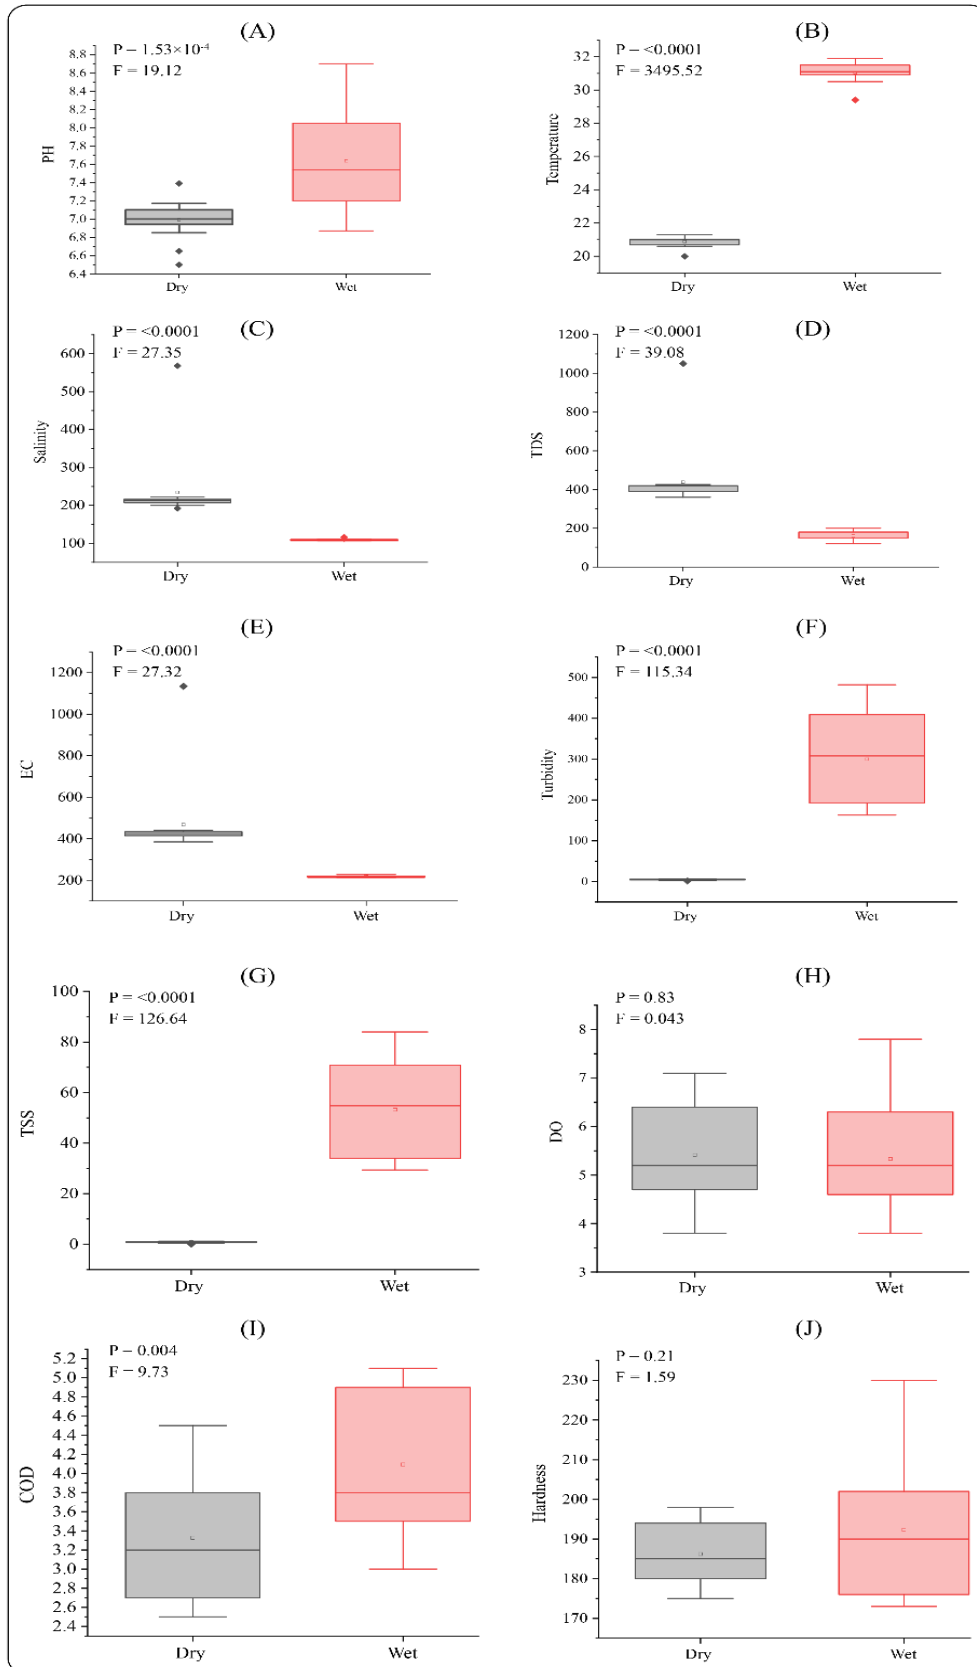 (A)
P = 1.53×10⁻⁴
F = 19.12
8.8
8.6
8.4
8.2
8.0
7.8
7.6
7.4
7.2
7.0
6.8
6.6
6.4
PH
Dry
Wet
(B)
P = <0.0001
F = 3495.52
32
30
28
26
24
22
20
Temperature
Dry
Wet
(C)
P = <0.0001
F = 27.35
600
500
400
300
200
100
Salinity
Dry
Wet
(D)
P = <0.0001
F = 39.08
1200
1000
800
600
400
200
0
TDS
Dry
Wet
(E)
P = <0.0001
F = 27.32
1200
1000
800
600
400
200
EC
Dry
Wet
(F)
P = <0.0001
F = 115.34
500
400
300
200
100
0
Turbidity
Dry
Wet
(G)
P = <0.0001
F = 126.64
100
80
60
40
20
0
TSS
Dry
Wet
(H)
P = 0.83
F = 0.043
8
7
6
5
4
3
DO
Dry
Wet
(I)
P = 0.004
F = 9.73
5.2
5.0
4.8
4.6
4.4
4.2
4.0
3.8
3.6
3.4
3.2
3.0
2.8
2.6
2.4
COD
Dry
Wet
(J)
P = 0.21
F = 1.59
230
220
210
200
190
180
170
Hardness
Dry
Wet